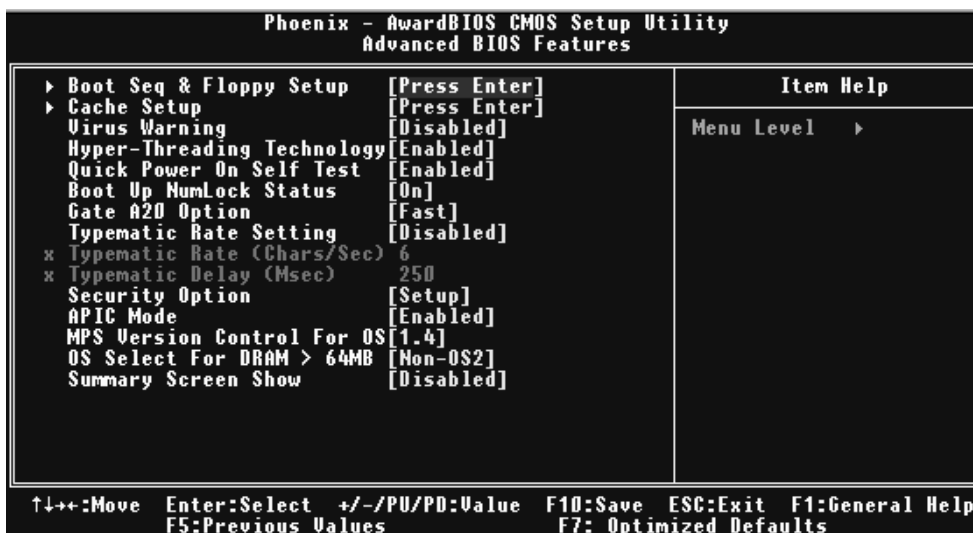 Phoenix - AwardBIOS CMOS Setup Utility
Advanced BIOS Features
▸ Boot Seq & Floppy Setup [Press Enter]
▸ Cache Setup [Press Enter]
Virus Warning [Disabled]
Hyper-Threading Technology[Enabled]
Quick Power On Self Test [Enabled]
Boot Up NumLock Status [On]
Gate A20 Option [Fast]
Typematic Rate Setting [Disabled]
x Typematic Rate (Chars/Sec) 6
x Typematic Delay (Msec) 250
Security Option [Setup]
APIC Mode [Enabled]
MPS Version Control For OS[1.4]
OS Select For DRAM > 64MB [Non-OS2]
Summary Screen Show [Disabled]
Item Help
Menu Level ▸
↑↓→←:Move Enter:Select +/-/PU/PD:Value F10:Save ESC:Exit F1:General Help
F5:Previous Values F7: Optimized Defaults